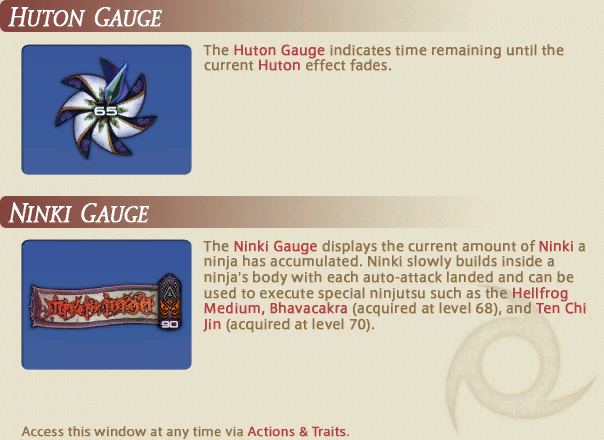 HUTON GAUGE
65
The Huton Gauge indicates time remaining until the
current Huton effect fades.
NINKI GAUGE
90
The Ninki Gauge displays the current amount of Ninki a
ninja has accumulated. Ninki slowly builds inside a
ninja's body with each auto-attack landed and can be
used to execute special ninjutsu such as the Hellfrog
Medium, Bhavacakra (acquired at level 68), and Ten Chi
Jin (acquired at level 70).
Access this window at any time via Actions & Traits.